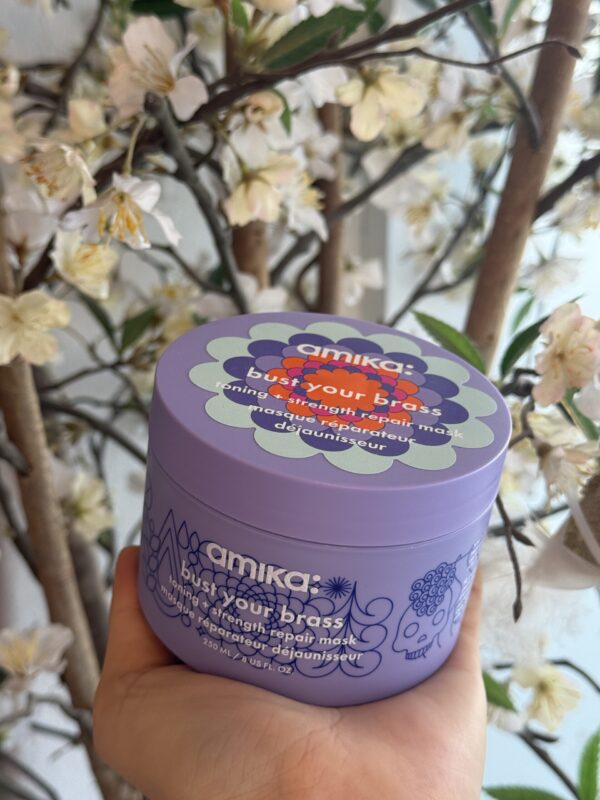 amika:
bust your brass
toning + strength repair mask
masque réparateur
déjaunisseur
amika:
bust your brass
toning + strength repair mask
masque réparateur déjaunisseur
250 ML / 8 US FL. OZ